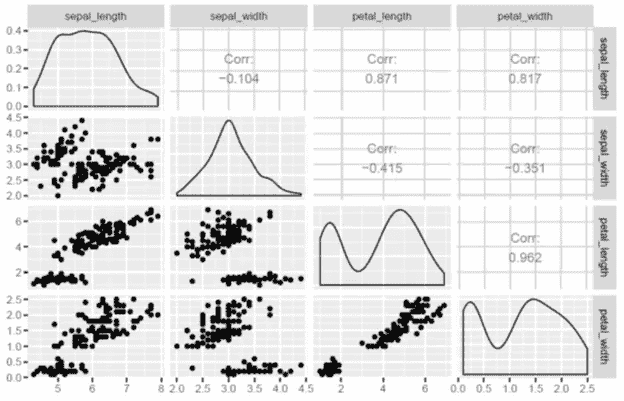 sepal_length sepal_width petal_length petal_width
0.4
0.3
0.2
0.1
0.0
Corr:
−0.104
Corr:
0.871
Corr:
0.817
sepal_length
4.5
4.0
3.5
3.0
2.5
2.0
Corr:
−0.415
Corr:
−0.351
sepal_width
6
4
2
Corr:
0.962
petal_length
2.5
2.0
1.5
1.0
0.5
0.0
petal_width
5 6 7 8 2.0 2.5 3.0 3.5 4.0 4.5 2 4 6 0.0 0.5 1.0 1.5 2.0 2.5